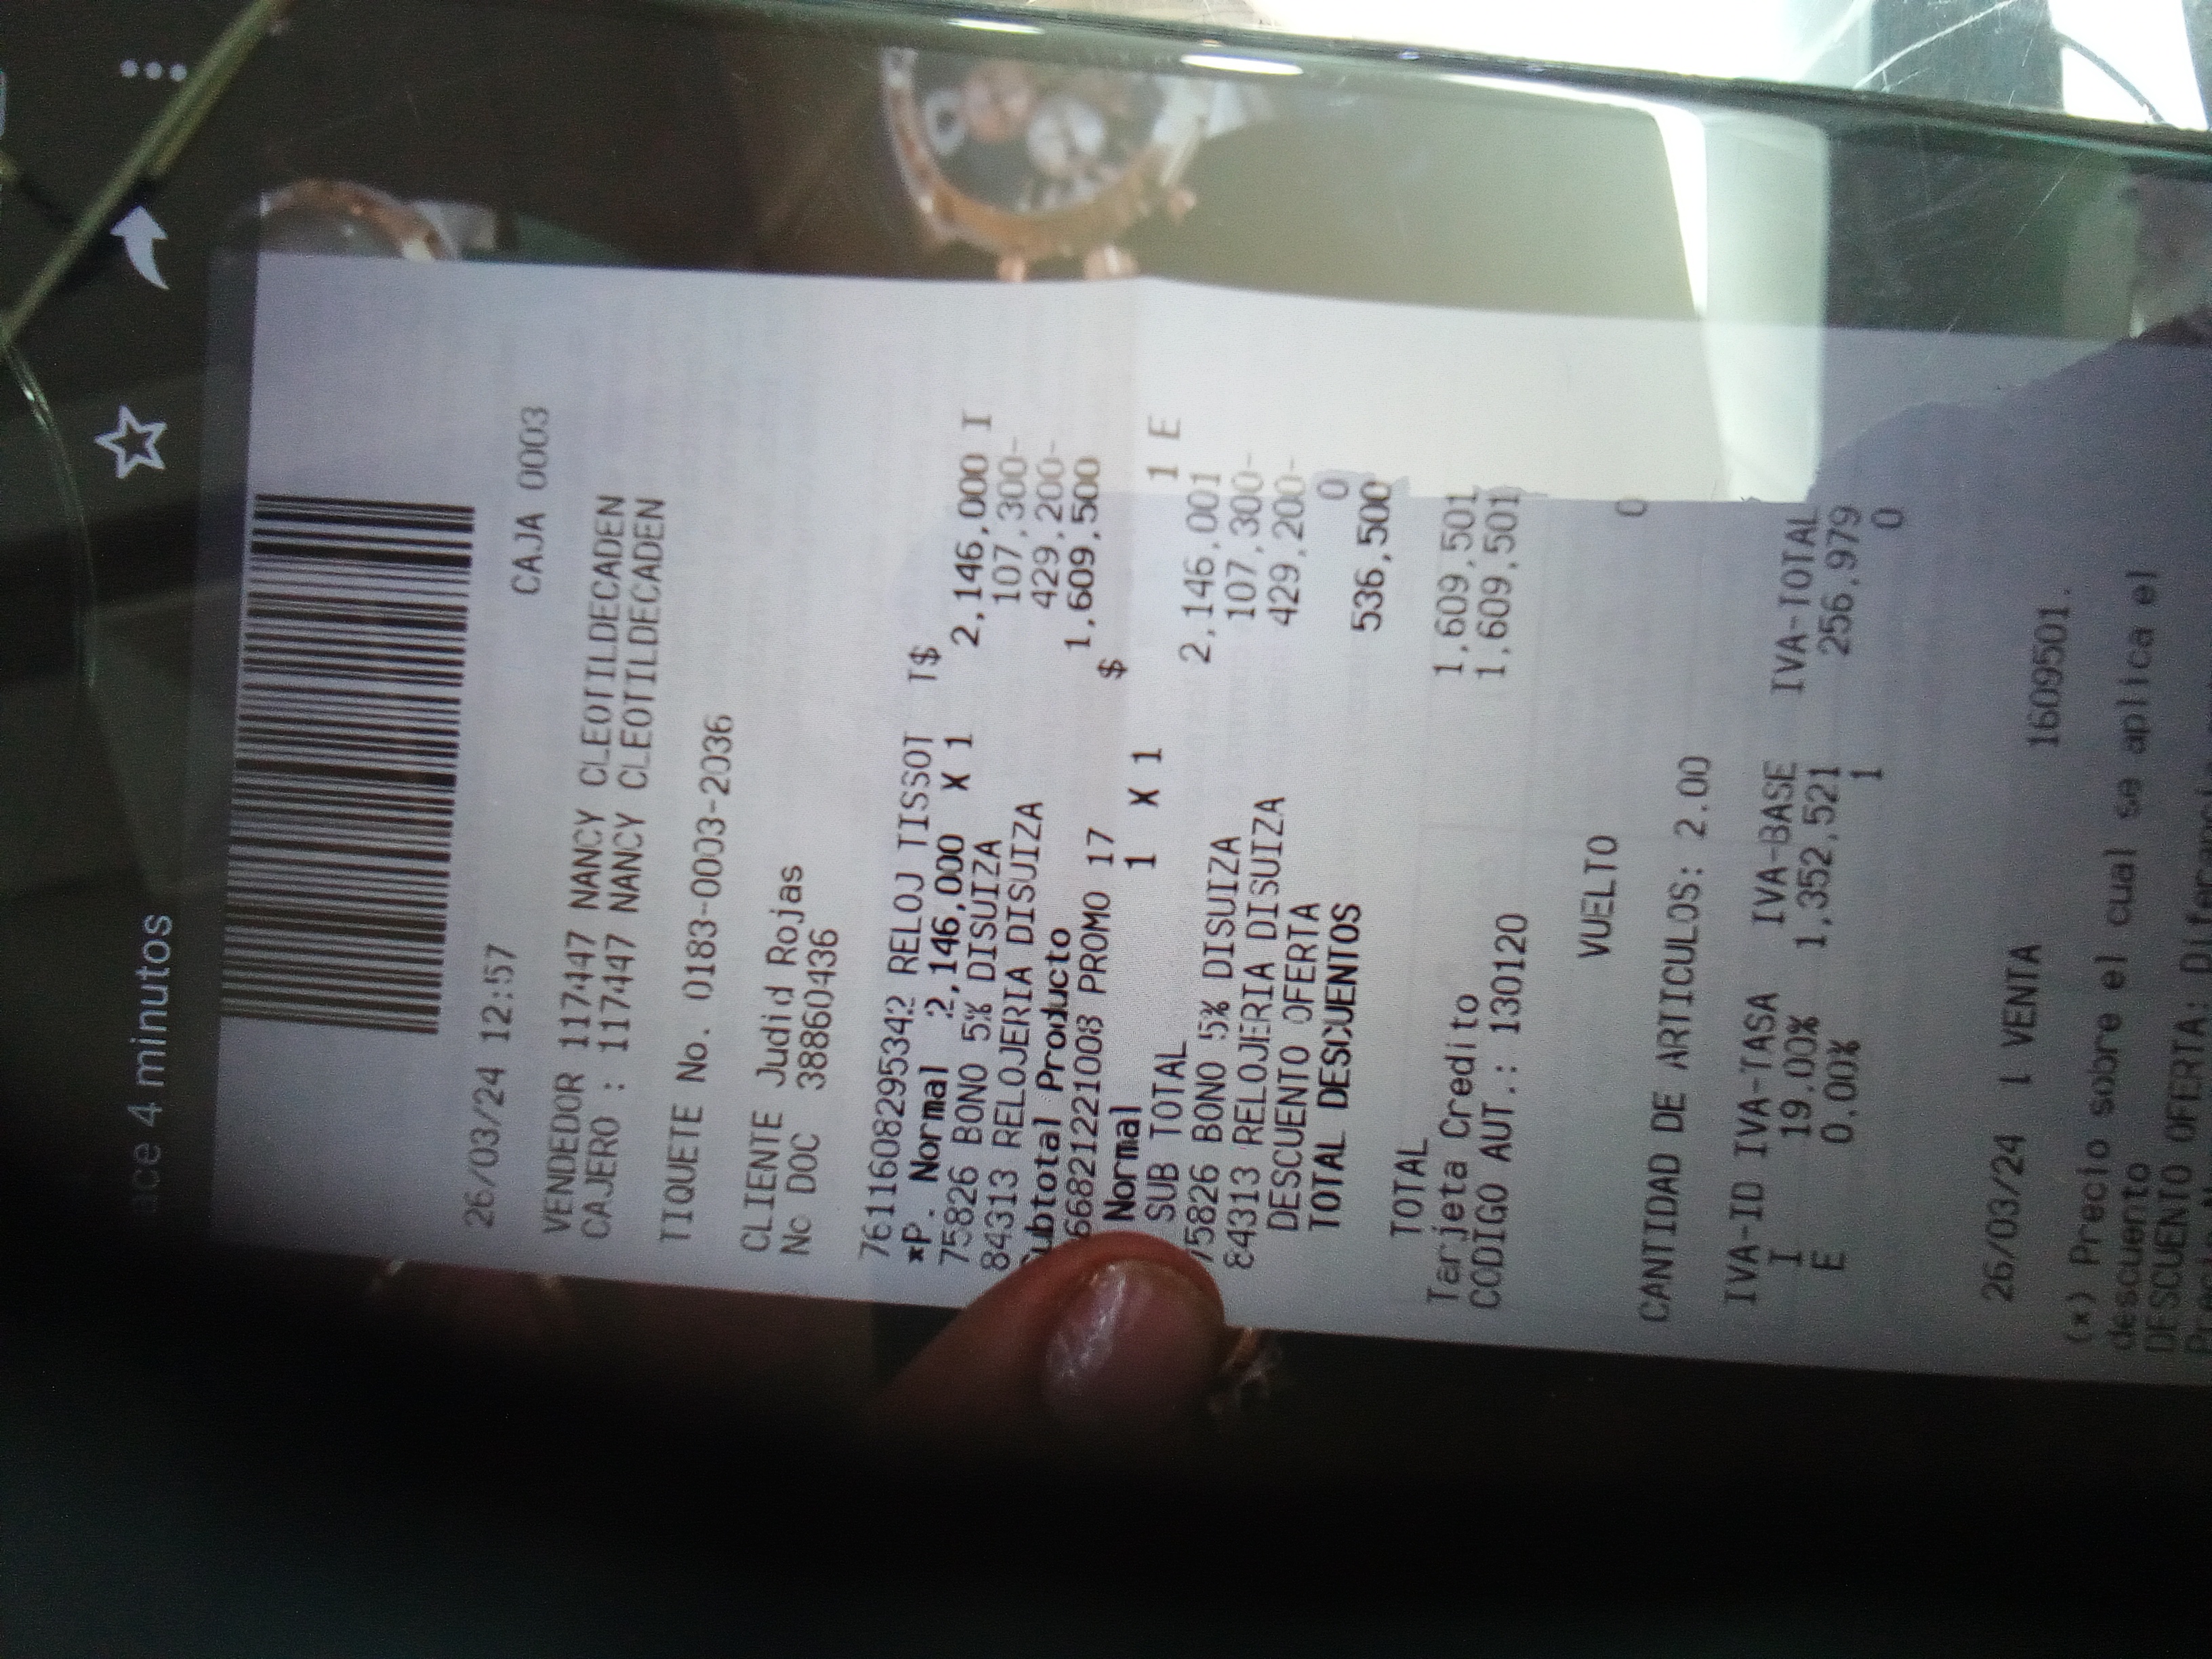 ace 4 minutos
26/03/24 12:57 CAJA 0003
VENDEDOR 117447 NANCY CLEOTILDECADEN
CAJERO : 117447 NANCY CLEOTILDECADEN
TIQUETE No. 0183-0003-2036
CLIENTE Judid Rojas
No DOC 38860436
7611608295342 RELOJ TISSOT T$
*P. Normal 2,146,000 X 1 2,146,000 I
75826 BONO 5% DISUIZA 107,300-
84313 RELOJERIA DISUIZA 429,200-
ubtotal Producto 1,609,500
668212221008 PROMO 17 $
Normal 1 X 1 1 E
SUB TOTAL 2,146,001
75826 BONO 5% DISUIZA 107,300-
84313 RELOJERIA DISUIZA 429,200-
DESCUENTO OFERTA 0
TOTAL DESCUENTOS 536,500
TOTAL 1,609,501
Tarjeta Credito 1,609,501
CODIGO AUT.: 130120
VUELTO 0
CANTIDAD DE ARTICULOS: 2.00
IVA-ID IVA-TASA IVA-BASE IVA-TOTAL
I 19.00% 1,352,521 256,979
E 0.00% 1 0
26/03/24 L VENTA 1609501.
(*) Precio sobre el cual se aplica el
descuento
DESCUENTO OFERTA: Diferencia